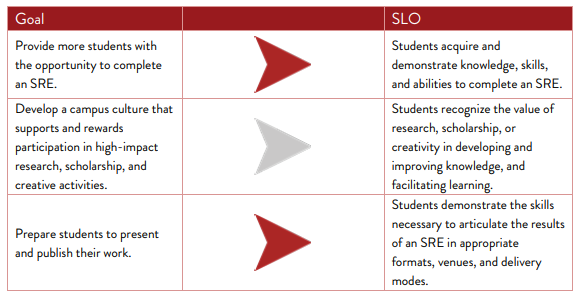 Goal
SLO
Provide more students with
the opportunity to complete
an SRE.
Students acquire and
demonstrate knowledge, skills,
and abilities to complete an SRE.
Develop a campus culture that
supports and rewards
participation in high-impact
research, scholarship, and
creative activities.
Students recognize the value of
research, scholarship, or
creativity in developing and
improving knowledge, and
facilitating learning.
Prepare students to present
and publish their work.
Students demonstrate the skills
necessary to articulate the results
of an SRE in appropriate
formats, venues, and delivery
modes.